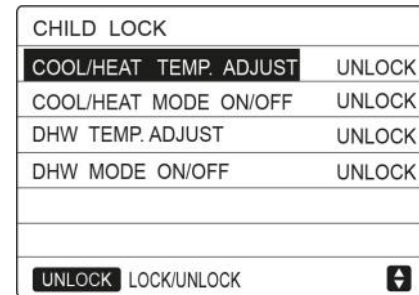 CHILD LOCK
COOL/HEAT TEMP. ADJUST UNLOCK
COOL/HEAT MODE ON/OFF UNLOCK
DHW TEMP. ADJUST UNLOCK
DHW MODE ON/OFF UNLOCK
UNLOCK LOCK/UNLOCK